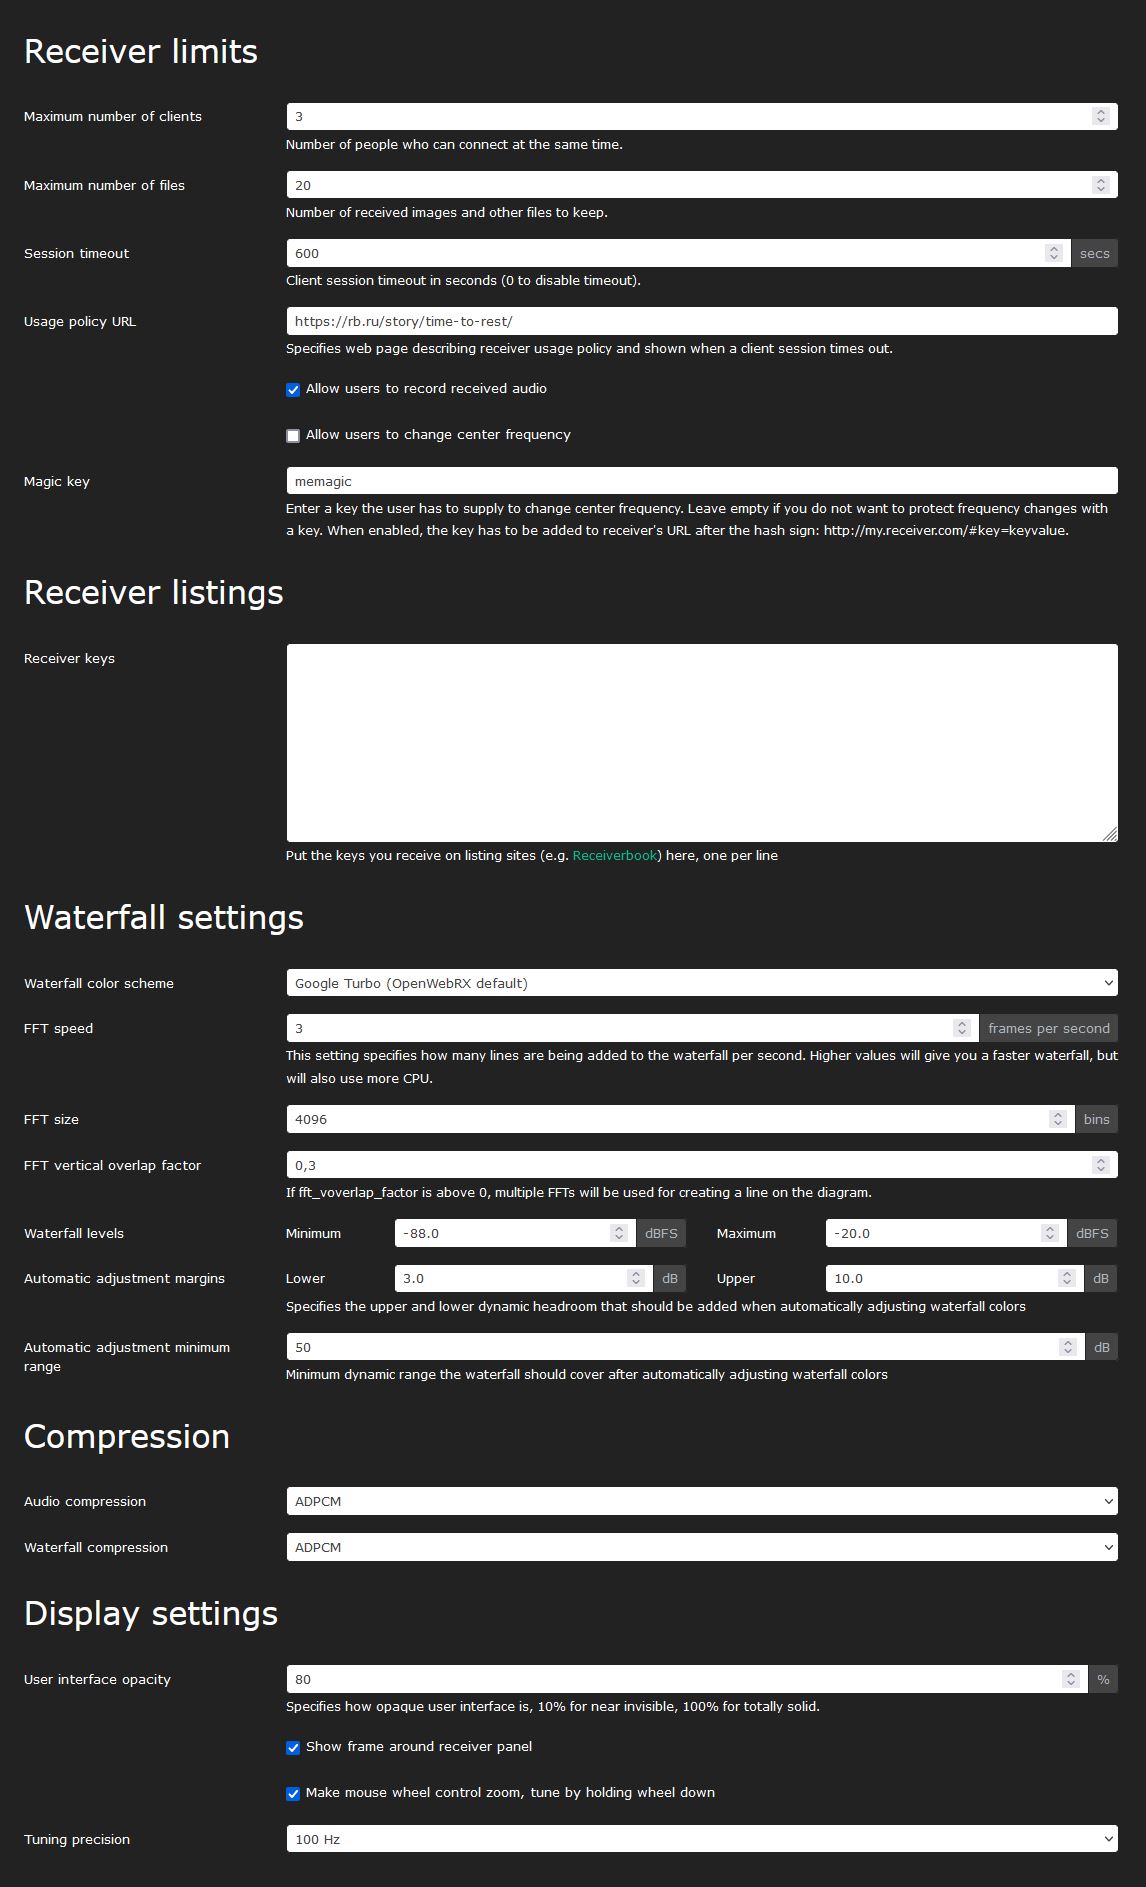 Receiver limits
Maximum number of clients
3
Number of people who can connect at the same time.
Maximum number of files
20
Number of received images and other files to keep.
Session timeout
600 secs
Client session timeout in seconds (0 to disable timeout).
Usage policy URL
https://rb.ru/story/time-to-rest/
Specifies web page describing receiver usage policy and shown when a client session times out.
Allow users to record received audio
Allow users to change center frequency
Magic key
memagic
Enter a key the user has to supply to change center frequency. Leave empty if you do not want to protect frequency changes with
a key. When enabled, the key has to be added to receiver's URL after the hash sign: http://my.receiver.com/#key=keyvalue.
Receiver listings
Receiver keys
Put the keys you receive on listing sites (e.g. Receiverbook) here, one per line
Waterfall settings
Waterfall color scheme
Google Turbo (OpenWebRX default)
FFT speed
3 frames per second
This setting specifies how many lines are being added to the waterfall per second. Higher values will give you a faster waterfall, but
will also use more CPU.
FFT size
4096 bins
FFT vertical overlap factor
0,3
If fft_voverlap_factor is above 0, multiple FFTs will be used for creating a line on the diagram.
Waterfall levels
Minimum -88.0 dBFS Maximum -20.0 dBFS
Automatic adjustment margins
Lower 3.0 dB Upper 10.0 dB
Specifies the upper and lower dynamic headroom that should be added when automatically adjusting waterfall colors
Automatic adjustment minimum
range
50 dB
Minimum dynamic range the waterfall should cover after automatically adjusting waterfall colors
Compression
Audio compression
ADPCM
Waterfall compression
ADPCM
Display settings
User interface opacity
80 %
Specifies how opaque user interface is, 10% for near invisible, 100% for totally solid.
Show frame around receiver panel
Make mouse wheel control zoom, tune by holding wheel down
Tuning precision
100 Hz